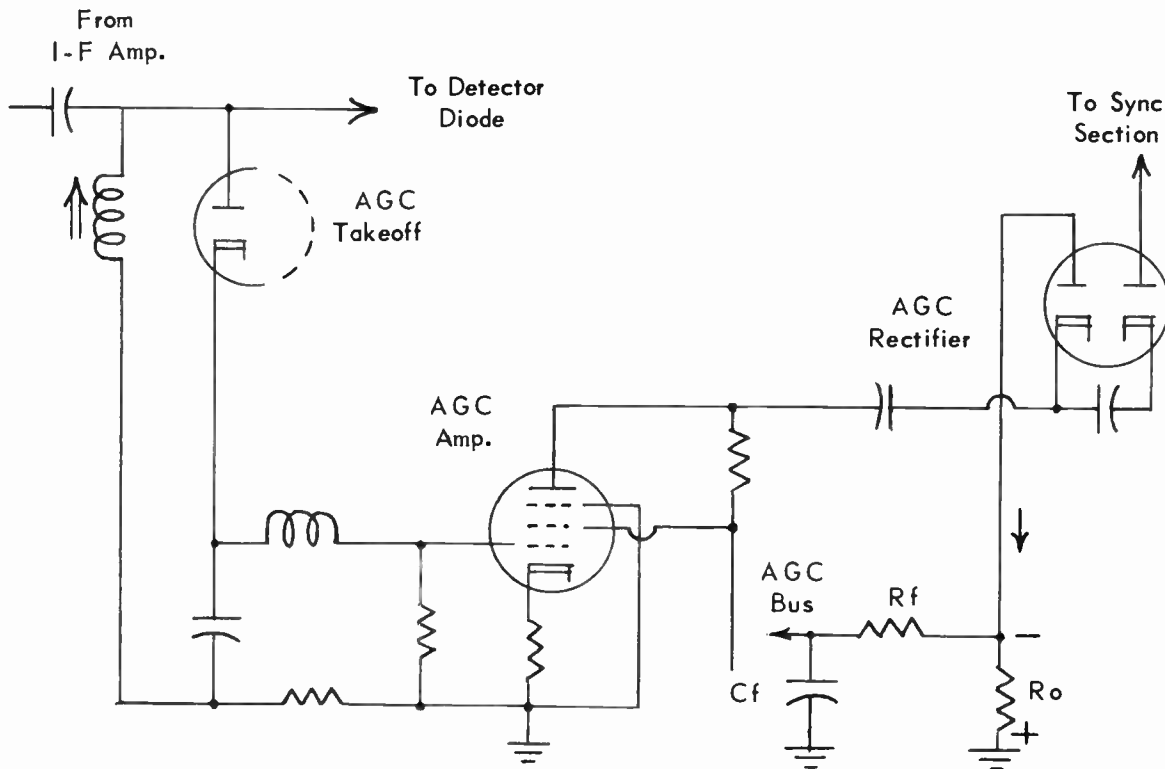 From
I-F Amp.
To Detector
Diode
To Sync
Section
AGC
Takeoff
AGC
Rectifier
AGC
Amp.
AGC
Bus
Rf
−
Cf
Ro
+